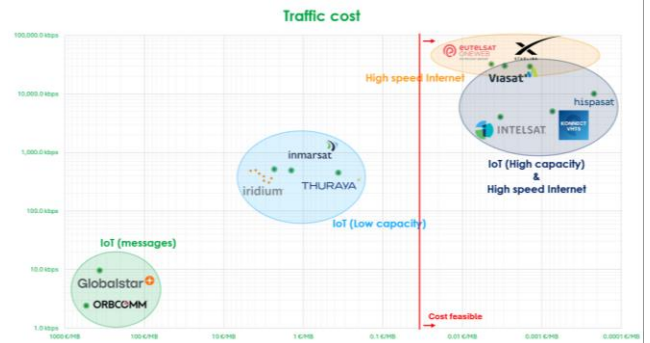 Traffic cost
100,000.0 kbps
EUTELSAT
ONEWEB
STARLINK
High speed Internet
Viasat
10,000.0 kbps
hispasat
INTELSAT
KONNECT
VHTS
1,000.0 kbps
inmarsat
IoT (High capacity)
&
High speed Internet
iridium
THURAYA
100.0 kbps
IoT (Low capacity)
IoT (messages)
10.0 kbps
Globalstar
ORBCOMM
Cost feasible
1.0 kbps
1000 €/MB
100 €/MB
10 €/MB
1 €/MB
0.1 €/MB
0.01 €/MB
0.001 €/MB
0.0001 €/MB